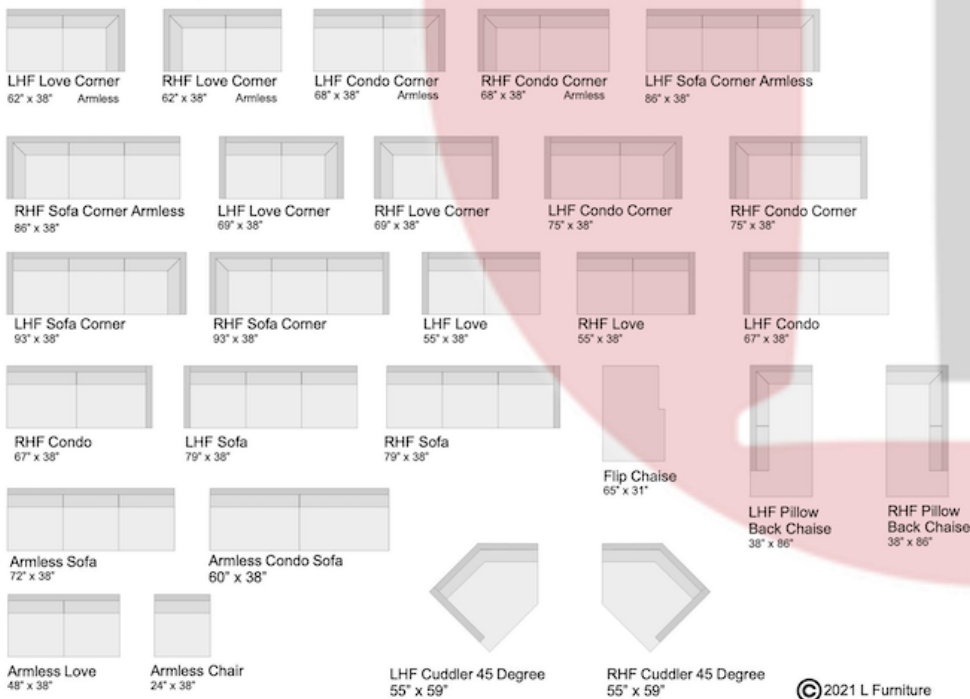 LHF Love Corner
62" x 38" Armless
RHF Love Corner
62" x 38" Armless
LHF Condo Corner
68" x 38" Armless
RHF Condo Corner
68" x 38" Armless
LHF Sofa Corner Armless
86" x 38"
RHF Sofa Corner Armless
86" x 38"
LHF Love Corner
69" x 38"
RHF Love Corner
69" x 38"
LHF Condo Corner
75" x 38"
RHF Condo Corner
75" x 38"
LHF Sofa Corner
93" x 38"
RHF Sofa Corner
93" x 38"
LHF Love
55" x 38"
RHF Love
55" x 38"
LHF Condo
67" x 38"
RHF Condo
67" x 38"
LHF Sofa
79" x 38"
RHF Sofa
79" x 38"
Flip Chaise
65" x 31"
LHF Pillow
Back Chaise
38" x 86"
RHF Pillow
Back Chaise
38" x 86"
Armless Sofa
72" x 38"
Armless Condo Sofa
60" x 38"
Armless Love
48" x 38"
Armless Chair
24" x 38"
LHF Cuddler 45 Degree
55" x 59"
RHF Cuddler 45 Degree
55" x 59"
© 2021 L Furniture